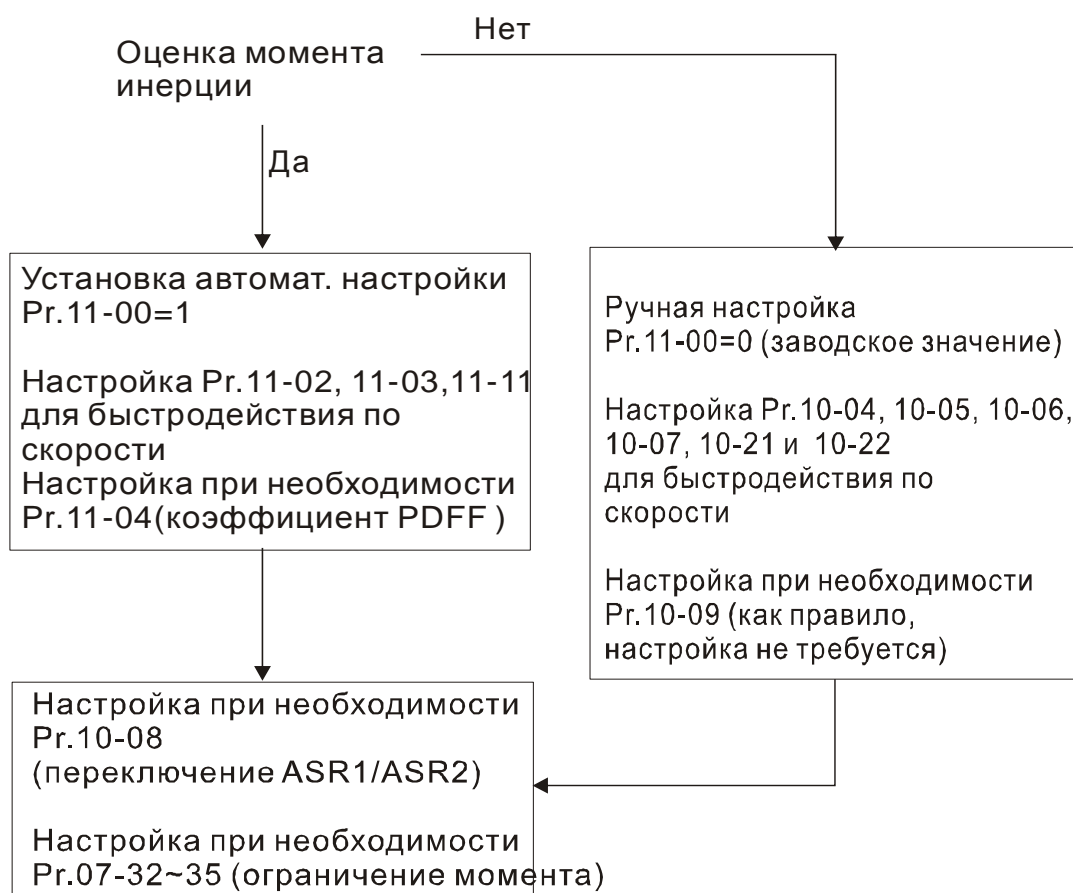 Оценка момента
инерции
Нет
Да
Установка автомат. настройки
Pr.11-00=1
Настройка Pr.11-02, 11-03,11-11
для быстродействия по
скорости
Настройка при необходимости
Pr.11-04(коэффициент PDFF )
Ручная настройка
Pr.11-00=0 (заводское значение)
Настройка Pr.10-04, 10-05, 10-06,
10-07, 10-21 и 10-22
для быстродействия по
скорости
Настройка при необходимости
Pr.10-09 (как правило,
настройка не требуется)
Настройка при необходимости
Pr.10-08
(переключение ASR1/ASR2)
Настройка при необходимости
Pr.07-32~35 (ограничение момента)